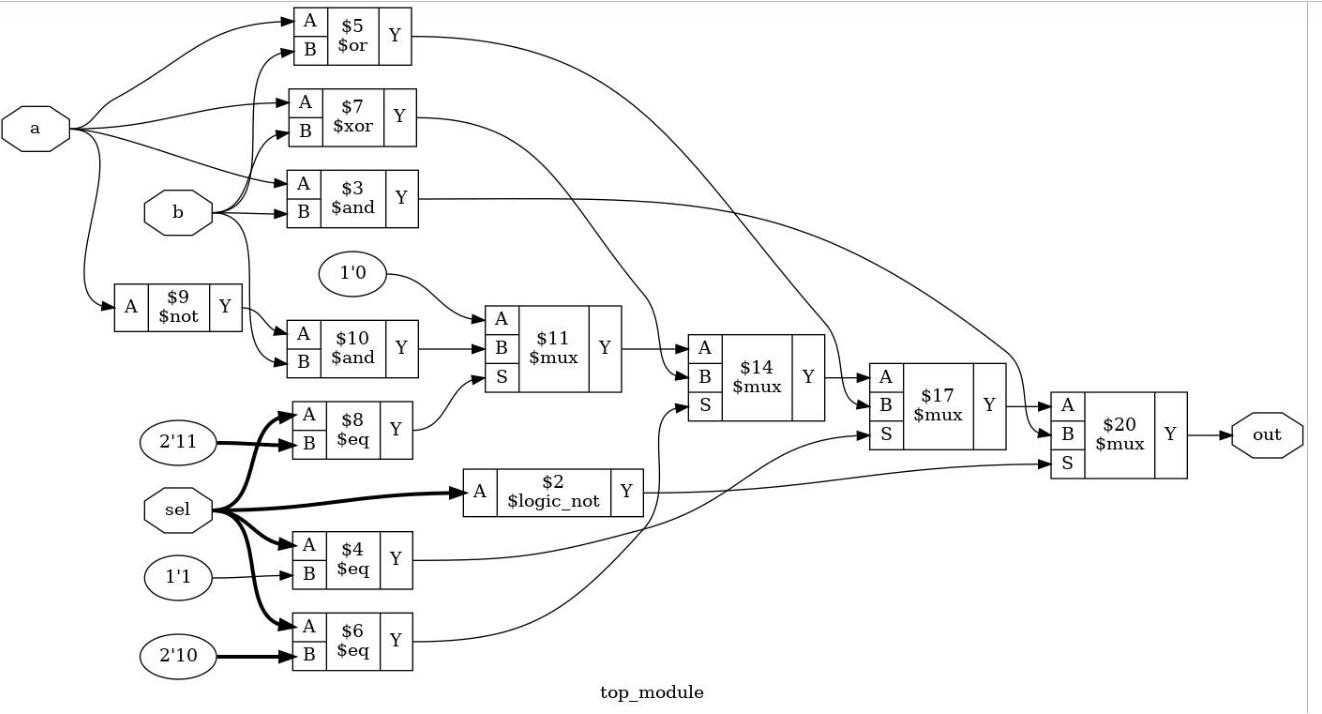 A
B
$5
$or
Y
A
B
$7
$xor
Y
a
A
B
$3
$and
Y
b
1'0
A
$9
$not
Y
A
B
$10
$and
Y
A
B
S
$11
$mux
Y
A
B
S
$14
$mux
Y
A
B
S
$17
$mux
Y
A
B
S
$20
$mux
Y
out
A
B
$8
$eq
Y
2'11
A
$2
$logic_not
Y
sel
A
B
$4
$eq
Y
1'1
A
B
$6
$eq
Y
2'10
top_module